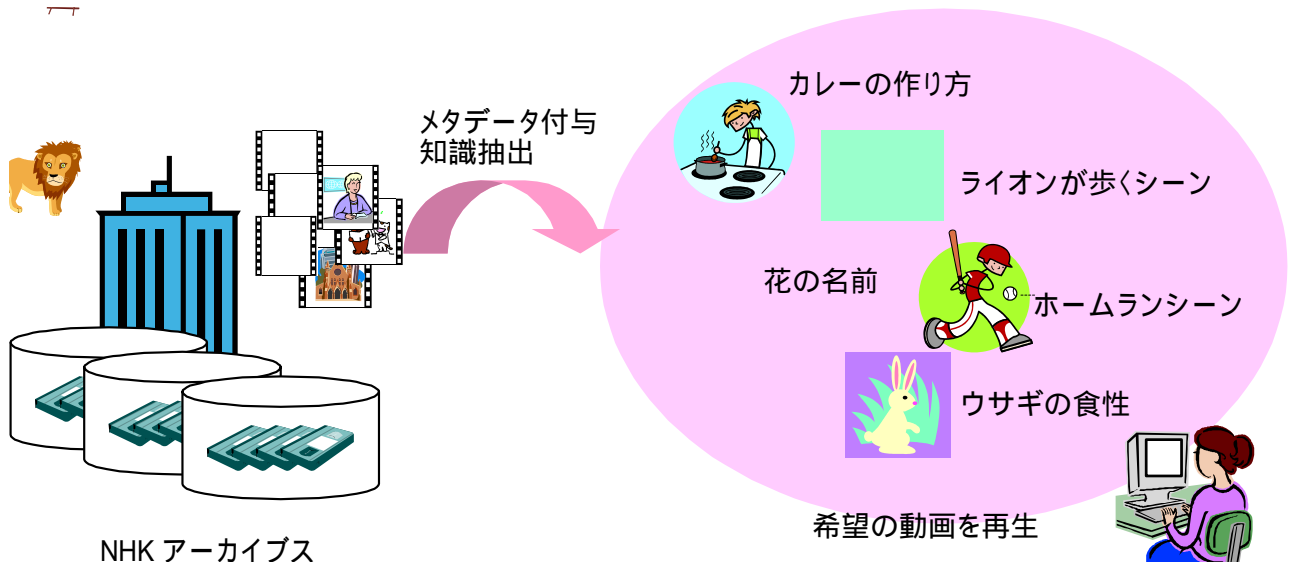 メタデータ付与
知識抽出
カレーの作り方
ライオンが歩くシーン
花の名前
ホームランシーン
ウサギの食性
希望の動画を再生
NHK アーカイブス